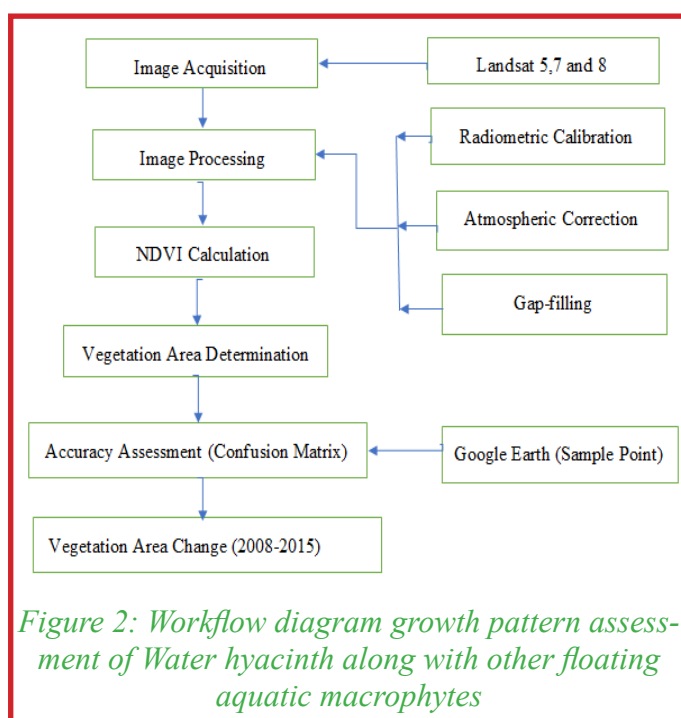 Image Acquisition
Landsat 5,7 and 8
Image Processing
Radiometric Calibration
Atmospheric Correction
Gap-filling
NDVI Calculation
Vegetation Area Determination
Accuracy Assessment (Confusion Matrix)
Google Earth (Sample Point)
Vegetation Area Change (2008-2015)
Figure 2: Workflow diagram growth pattern assess-
ment of Water hyacinth along with other floating
aquatic macrophytes